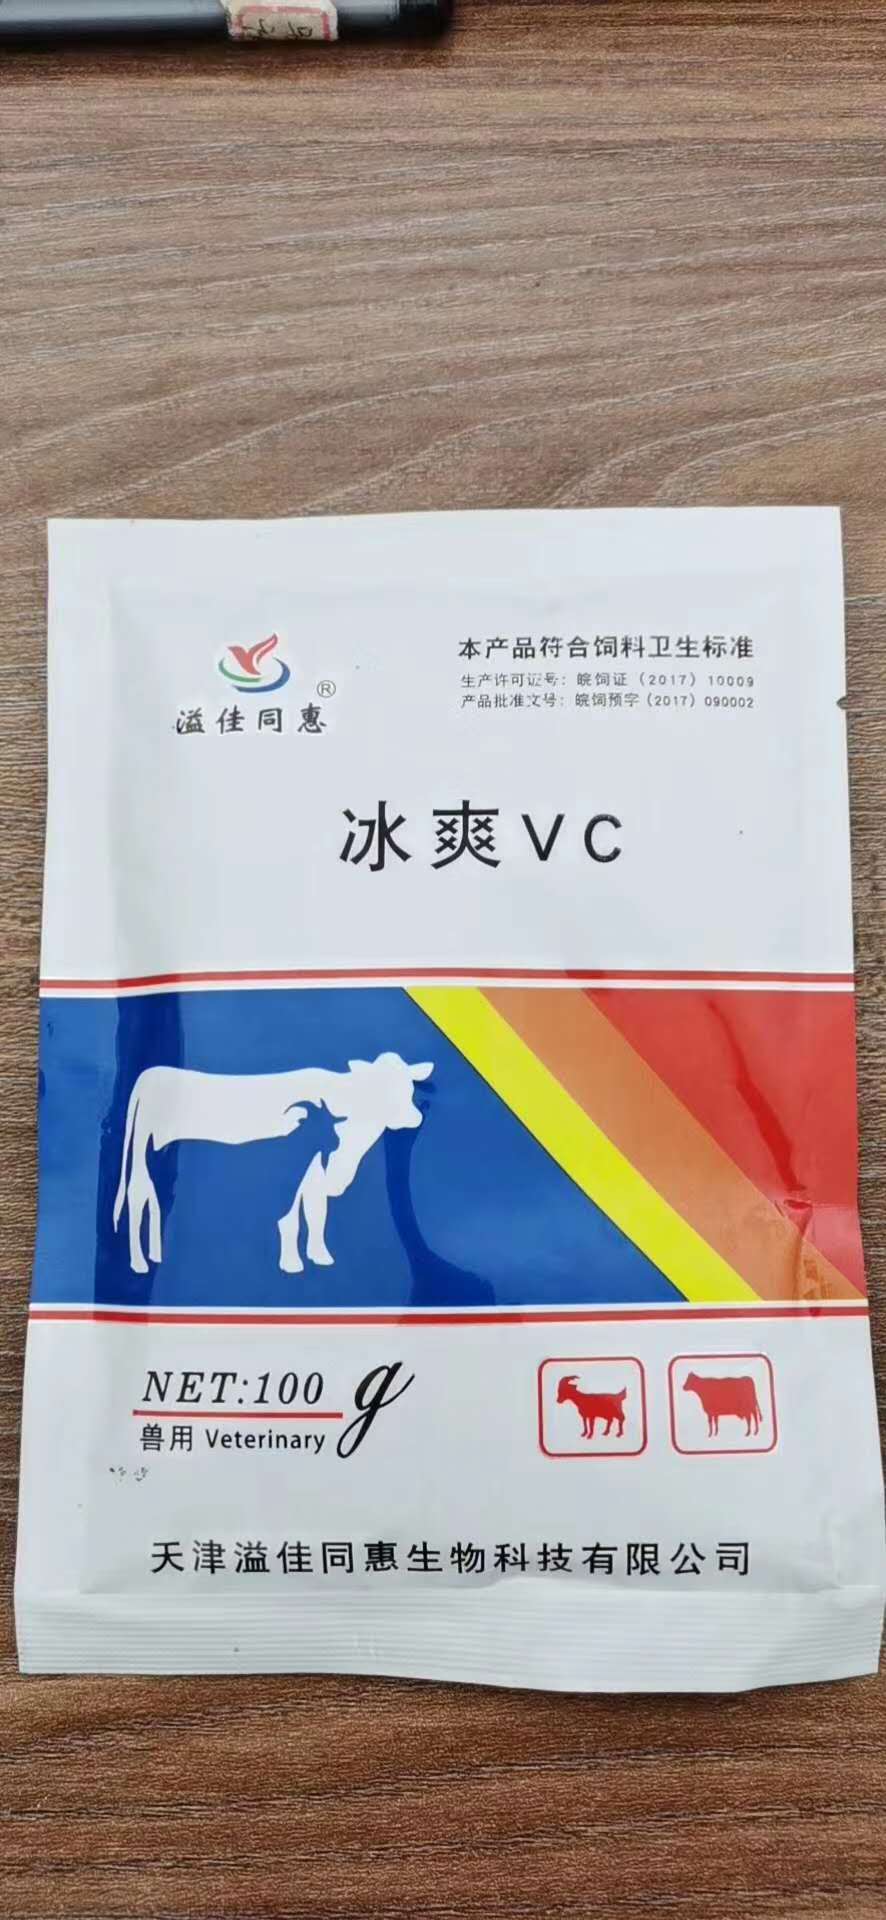 溢佳同惠®
本产品符合饲料卫生标准
生产许可证号：皖饲证（2017）10009
产品批准文号：皖饲预字（2017）090002
冰爽VC
NET:100 g
兽用 Veterinary
天津溢佳同惠生物科技有限公司